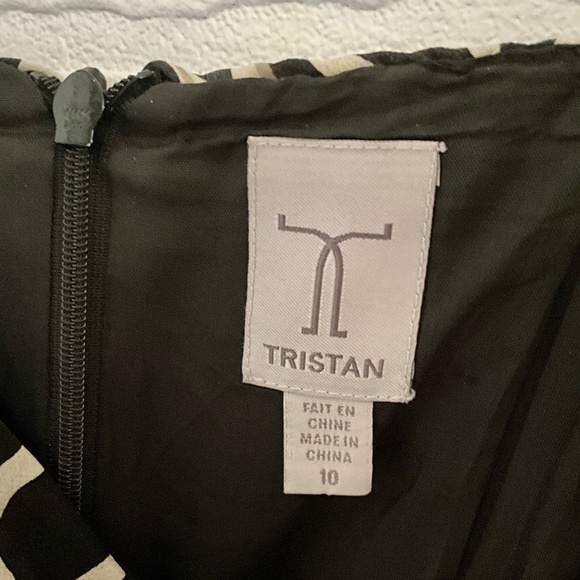 TRISTAN
FAIT EN
CHINE
MADE IN
CHINA
10